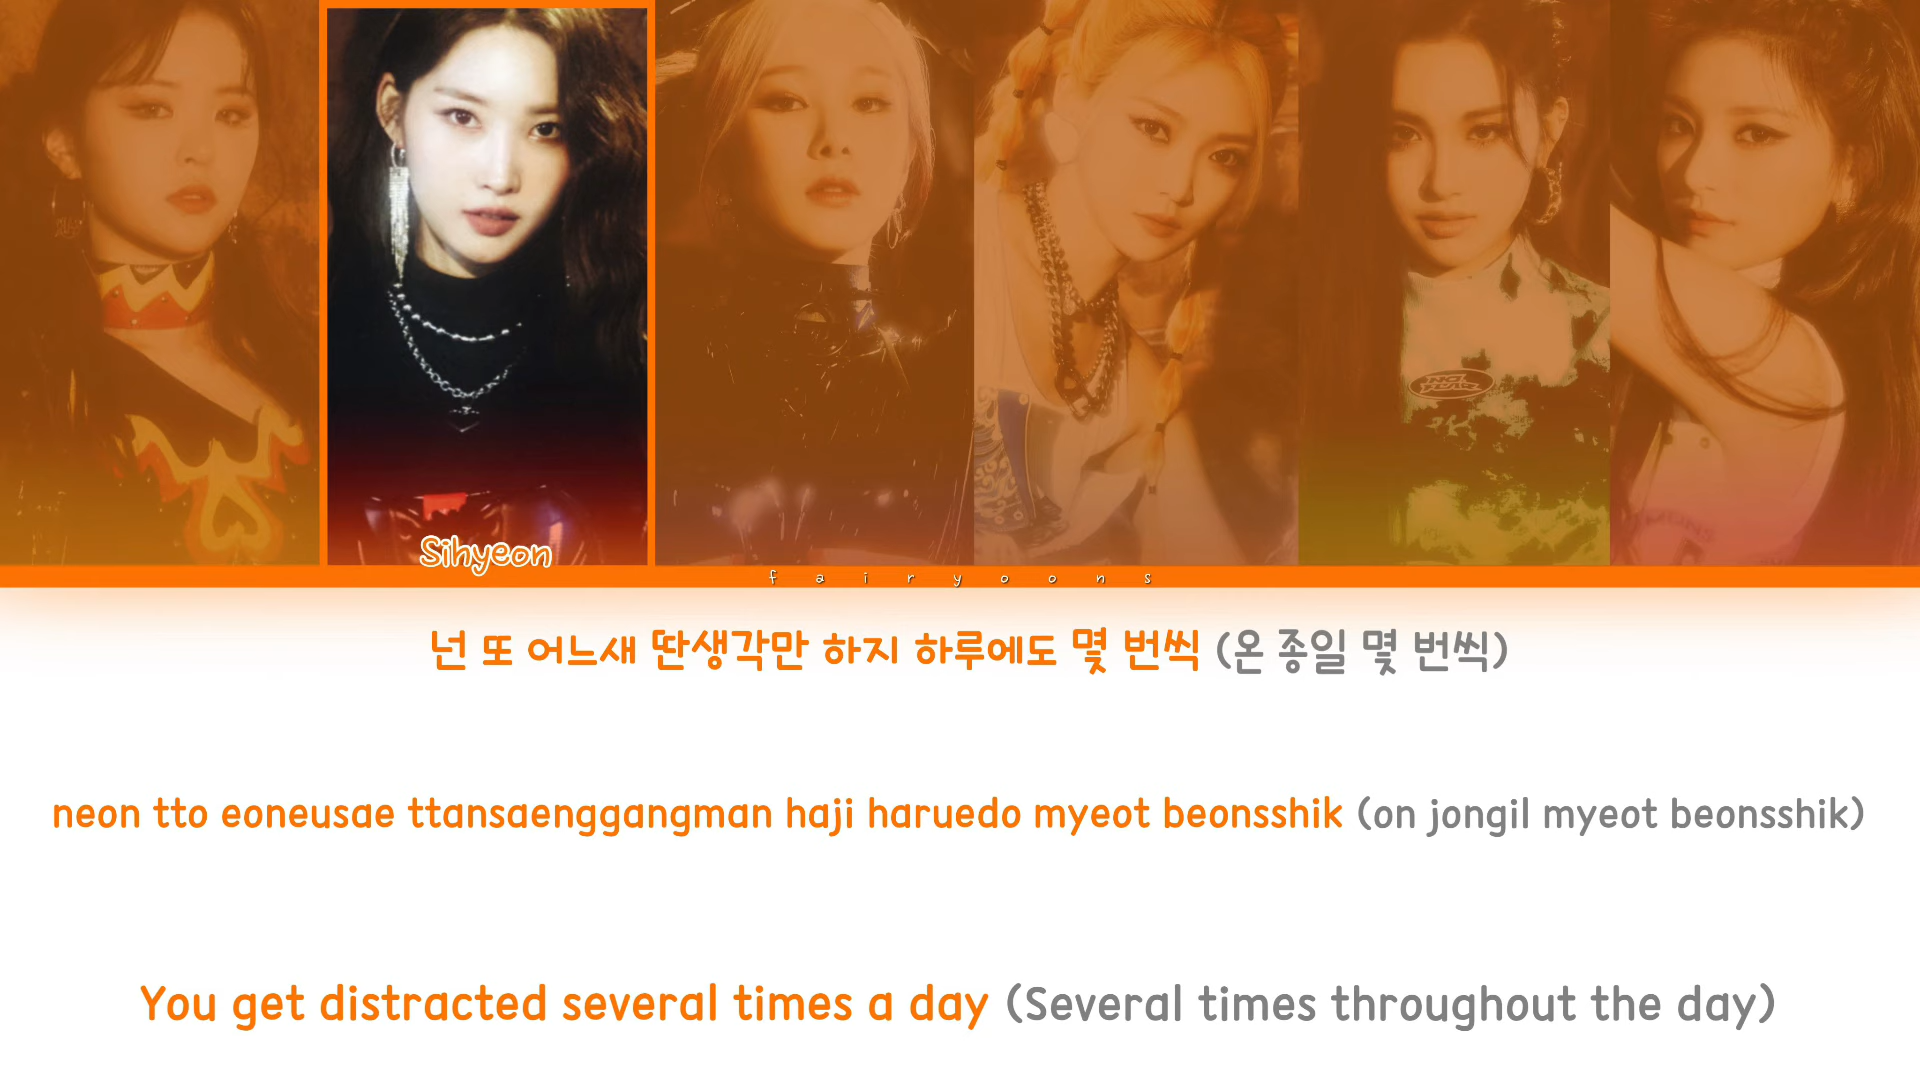 Sihyeon
fairyoons
넌 또 어느새 딴생각만 하지 하루에도 몇 번씩 (온 종일 몇 번씩)
neon tto eoneusae ttansaenggangman haji haruedo myeot beonsshik (on jongil myeot beonsshik)
You get distracted several times a day (Several times throughout the day)